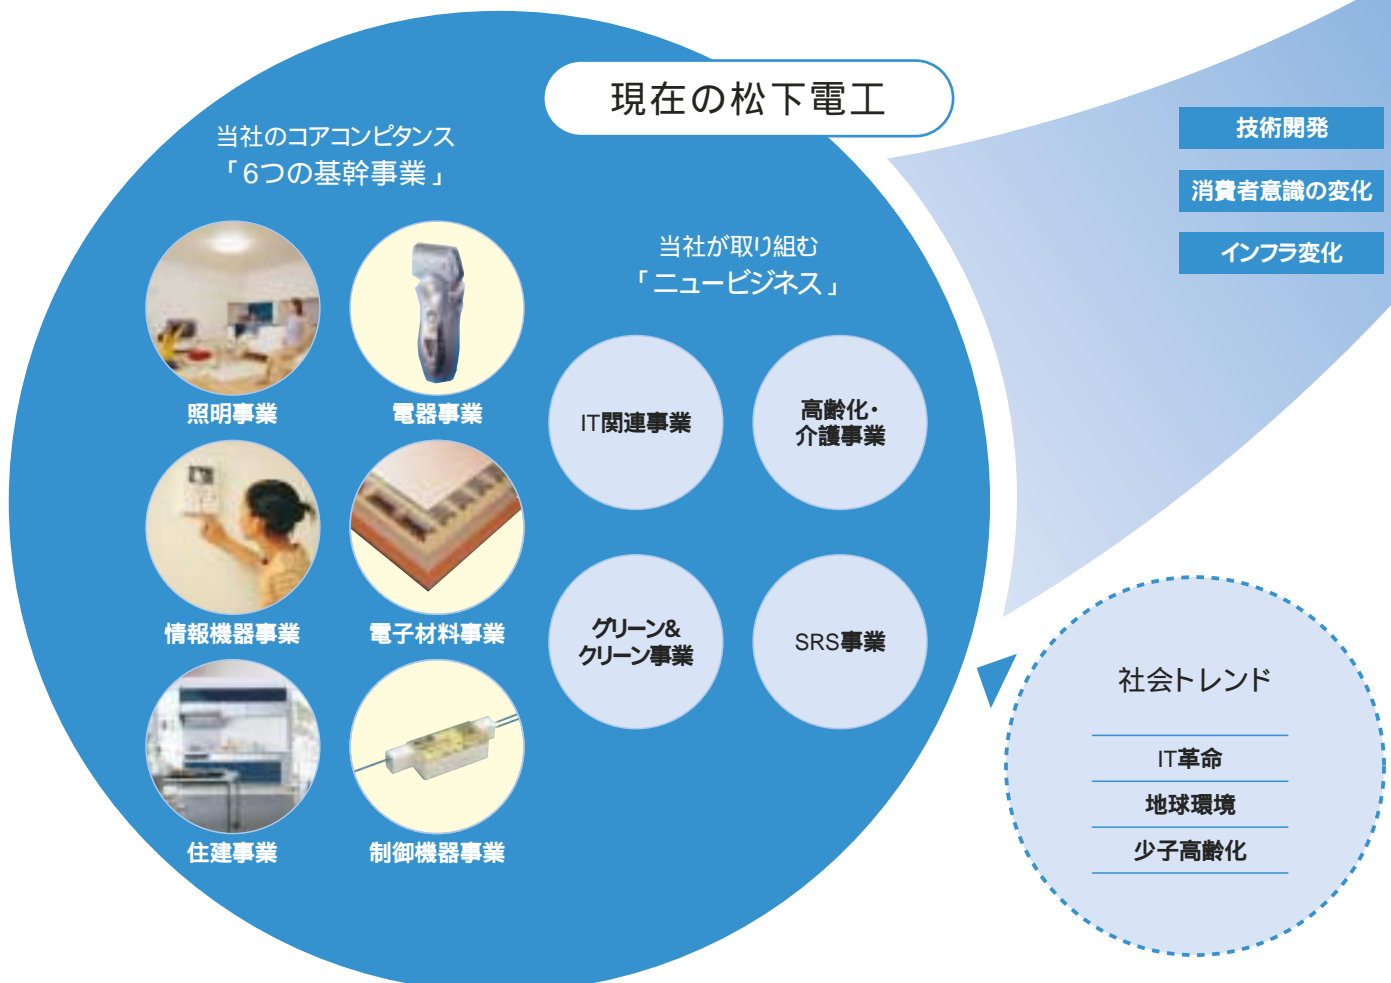 現在の松下電工
当社のコアコンピタンス
「6つの基幹事業」
照明事業
電器事業
情報機器事業
電子材料事業
住建事業
制御機器事業
当社が取り組む
「ニュービジネス」
IT関連事業
高齢化・
介護事業
グリーン&
クリーン事業
SRS事業
技術開発
消費者意識の変化
インフラ変化
社会トレンド
IT革命
地球環境
少子高齢化